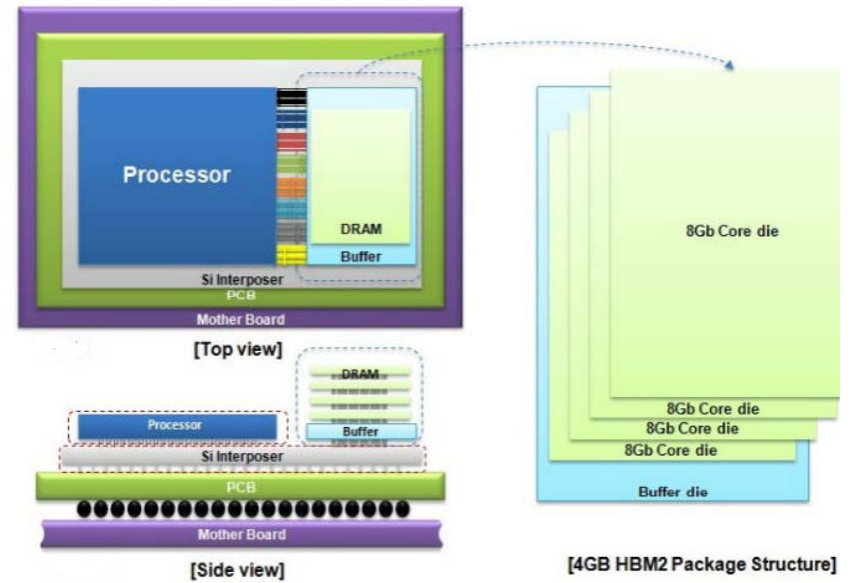 Processor
DRAM
Buffer
Si Interposer
PCB
Mother Board
[Top view]
DRAM
Processor
Buffer
Si Interposer
PCB
Mother Board
[Side view]
8Gb Core die
8Gb Core die
8Gb Core die
8Gb Core die
Buffer die
[4GB HBM2 Package Structure]